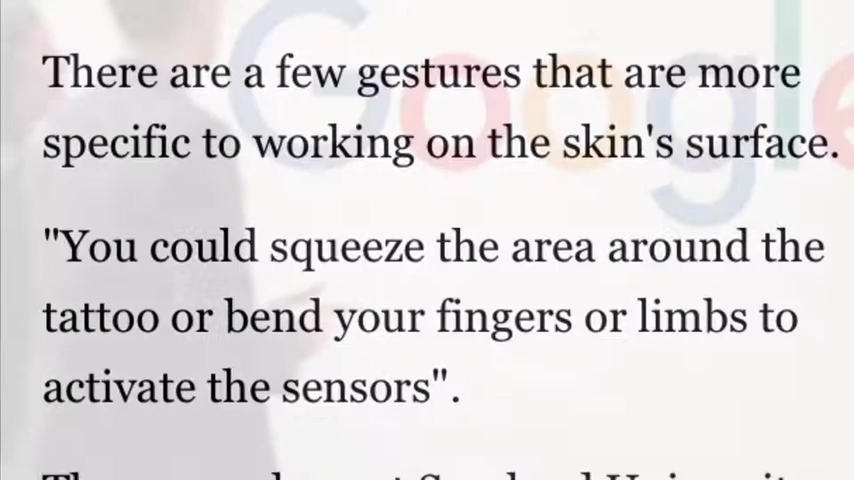 Google
There are a few gestures that are more
specific to working on the skin's surface.
"You could squeeze the area around the
tattoo or bend your fingers or limbs to
activate the sensors".